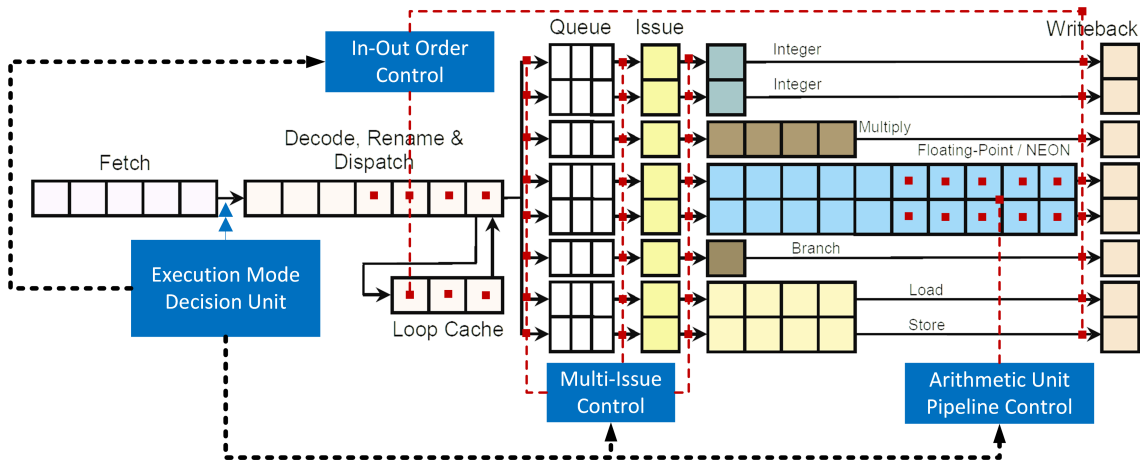 In-Out Order
Control
Queue
Issue
Writeback
Integer
Integer
Decode, Rename &
Dispatch
Multiply
Fetch
Floating-Point / NEON
Execution Mode
Decision Unit
Branch
Load
Loop Cache
Store
Multi-Issue
Control
Arithmetic Unit
Pipeline Control